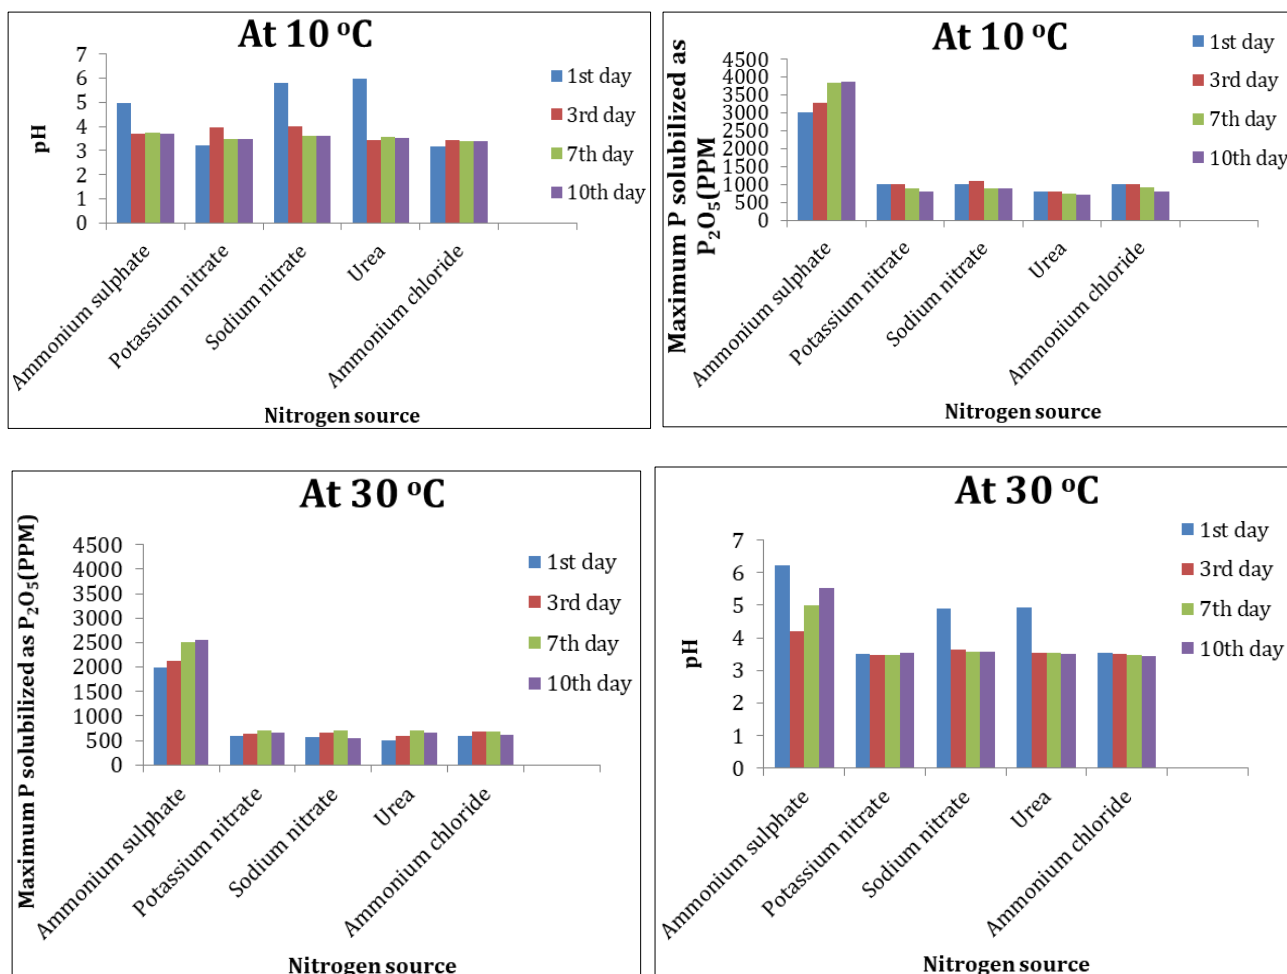 At 10 ºC
pH
7
6
5
4
3
2
1
0
1st day
3rd day
7th day
10th day
Ammonium sulphate
Potassium nitrate
Sodium nitrate
Urea
Ammonium chloride
Nitrogen source
At 10 ºC
Maximum P solubilized as
P₂O₅(PPM
4500
4000
3500
3000
2500
2000
1500
1000
500
0
1st day
3rd day
7th day
10th day
Ammonium sulphate
Potassium nitrate
Sodium nitrate
Urea
Ammonium chloride
Nitrogen source
At 30 ºC
Maximum P solubilized as P₂O₅(PPM)
4500
4000
3500
3000
2500
2000
1500
1000
500
0
1st day
3rd day
7th day
10th day
Ammonium sulphate
Potassium nitrate
Sodium nitrate
Urea
Ammonium chloride
Nitrogen source
At 30 ºC
pH
7
6
5
4
3
2
1
0
1st day
3rd day
7th day
10th day
Ammonium sulphate
Potassium nitrate
Sodium nitrate
Urea
Ammonium chloride
Nitrogen source